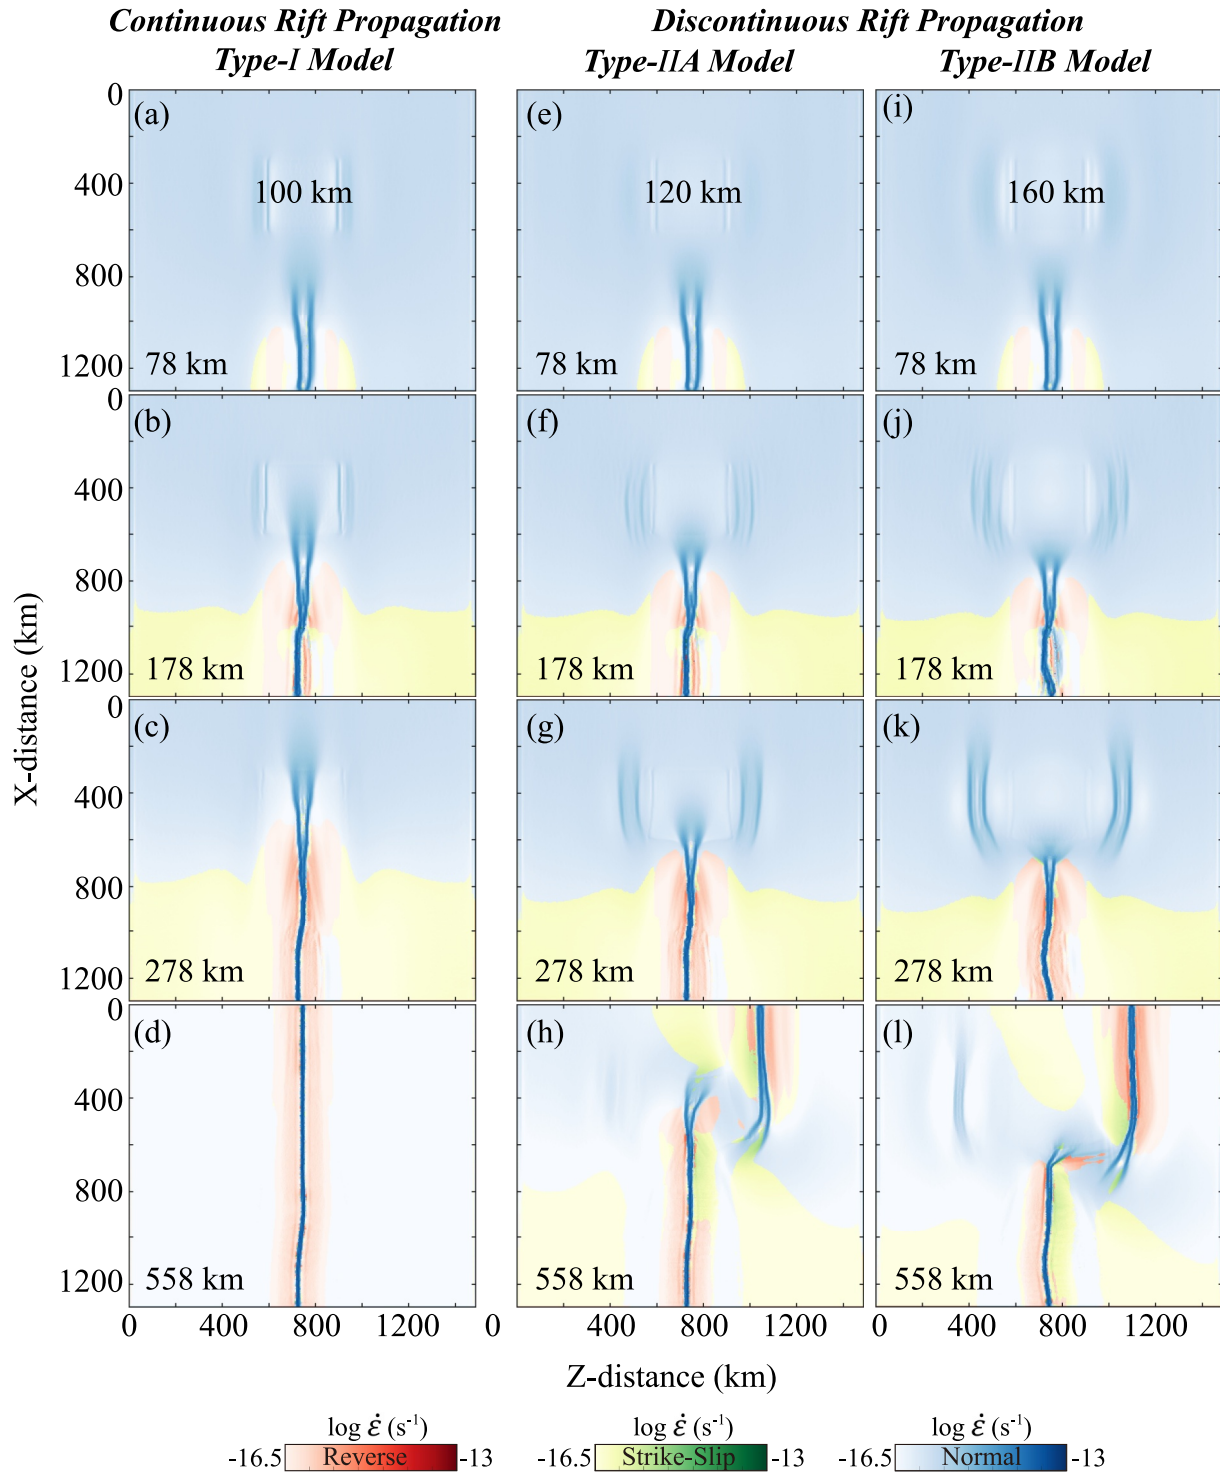 Continuous Rift Propagation
Type-I Model
Discontinuous Rift Propagation
Type-IIA Model
Type-IIB Model
(a)
100 km
78 km
(e)
120 km
78 km
(i)
160 km
78 km
0
400
800
1200
(b)
178 km
(f)
178 km
(j)
178 km
0
400
800
1200
(c)
278 km
(g)
278 km
(k)
278 km
0
400
800
1200
(d)
558 km
(h)
558 km
(l)
558 km
0
400
800
1200
X-distance (km)
0 400 800 1200
0 400 800 1200
0 400 800 1200
Z-distance (km)
log ε̇ (s⁻¹)
-16.5 Reverse -13
log ε̇ (s⁻¹)
-16.5 Strike-Slip -13
log ε̇ (s⁻¹)
-16.5 Normal -13